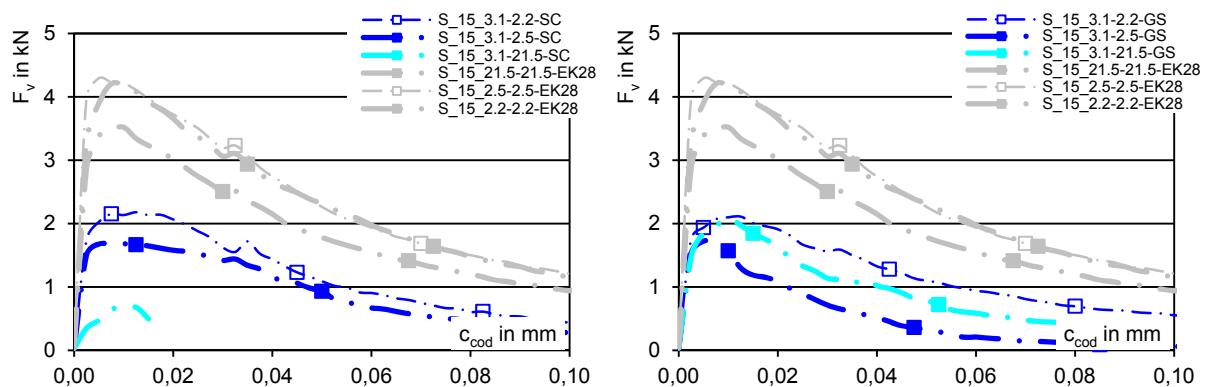 S_15_3.1-2.2-SC
S_15_3.1-2.5-SC
S_15_3.1-21.5-SC
S_15_21.5-21.5-EK28
S_15_2.5-2.5-EK28
S_15_2.2-2.2-EK28
F_v in kN
5
4
3
2
1
0
c_cod in mm
0,00 0,02 0,04 0,06 0,08 0,10
S_15_3.1-2.2-GS
S_15_3.1-2.5-GS
S_15_3.1-21.5-GS
S_15_21.5-21.5-EK28
S_15_2.5-2.5-EK28
S_15_2.2-2.2-EK28
F_v in kN
5
4
3
2
1
0
c_cod in mm
0,00 0,02 0,04 0,06 0,08 0,10